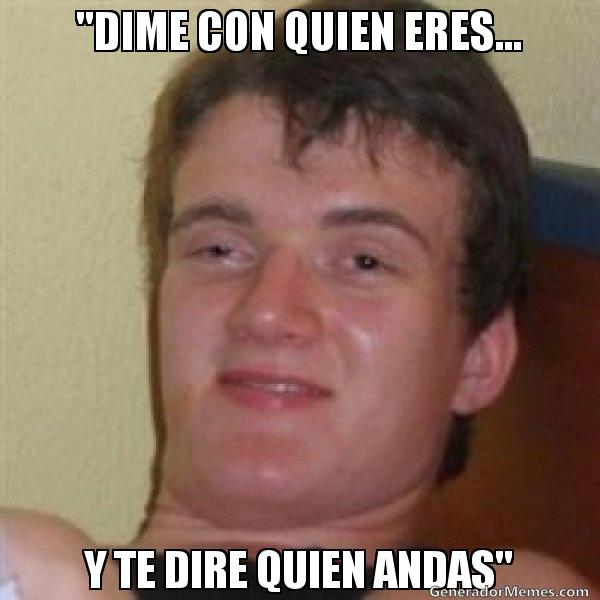 "DIME CON QUIEN ERES...
Y TE DIRE QUIEN ANDAS"
GeneradorMemes.com